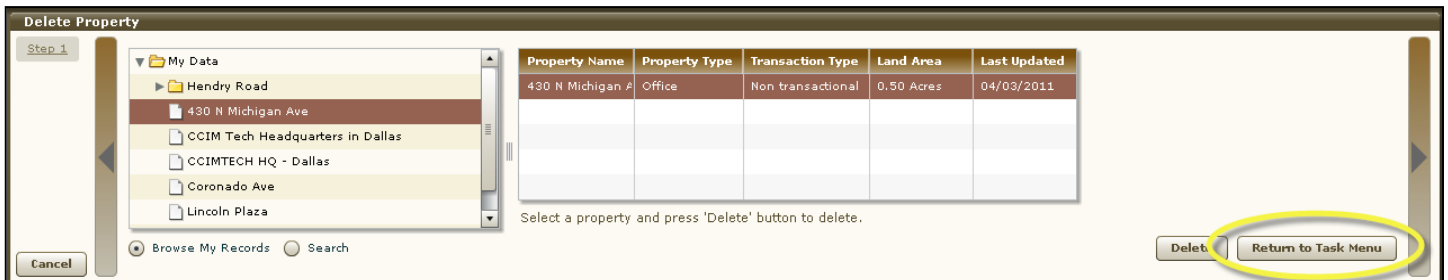 Delete Property
Step 1
My Data
Hendry Road
430 N Michigan Ave
CCIM Tech Headquarters in Dallas
CCIMTECH HQ - Dallas
Coronado Ave
Lincoln Plaza
Browse My Records Search
Cancel
Property Name Property Type Transaction Type Land Area Last Updated
430 N Michigan A Office Non transactional 0.50 Acres 04/03/2011
Select a property and press 'Delete' button to delete.
Delete Return to Task Menu